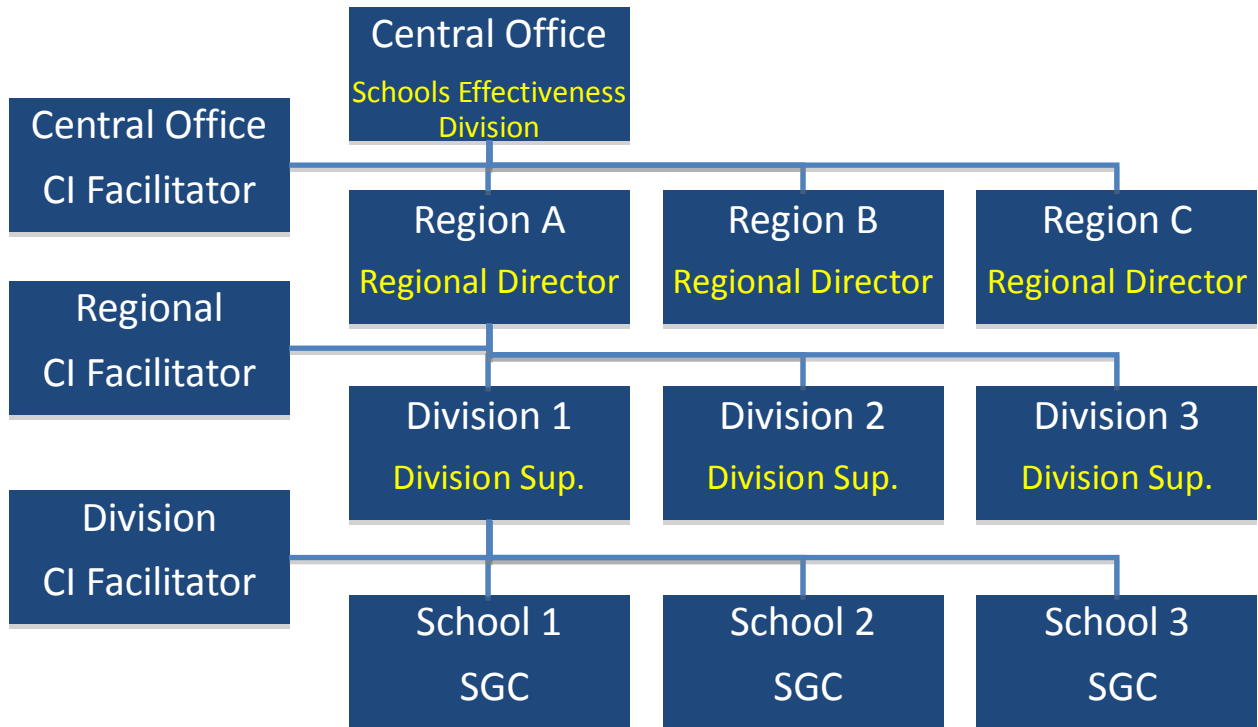 Central Office
Schools Effectiveness
Division
Central Office
CI Facilitator
Region A
Regional Director
Region B
Regional Director
Region C
Regional Director
Regional
CI Facilitator
Division 1
Division Sup.
Division 2
Division Sup.
Division 3
Division Sup.
Division
CI Facilitator
School 1
SGC
School 2
SGC
School 3
SGC